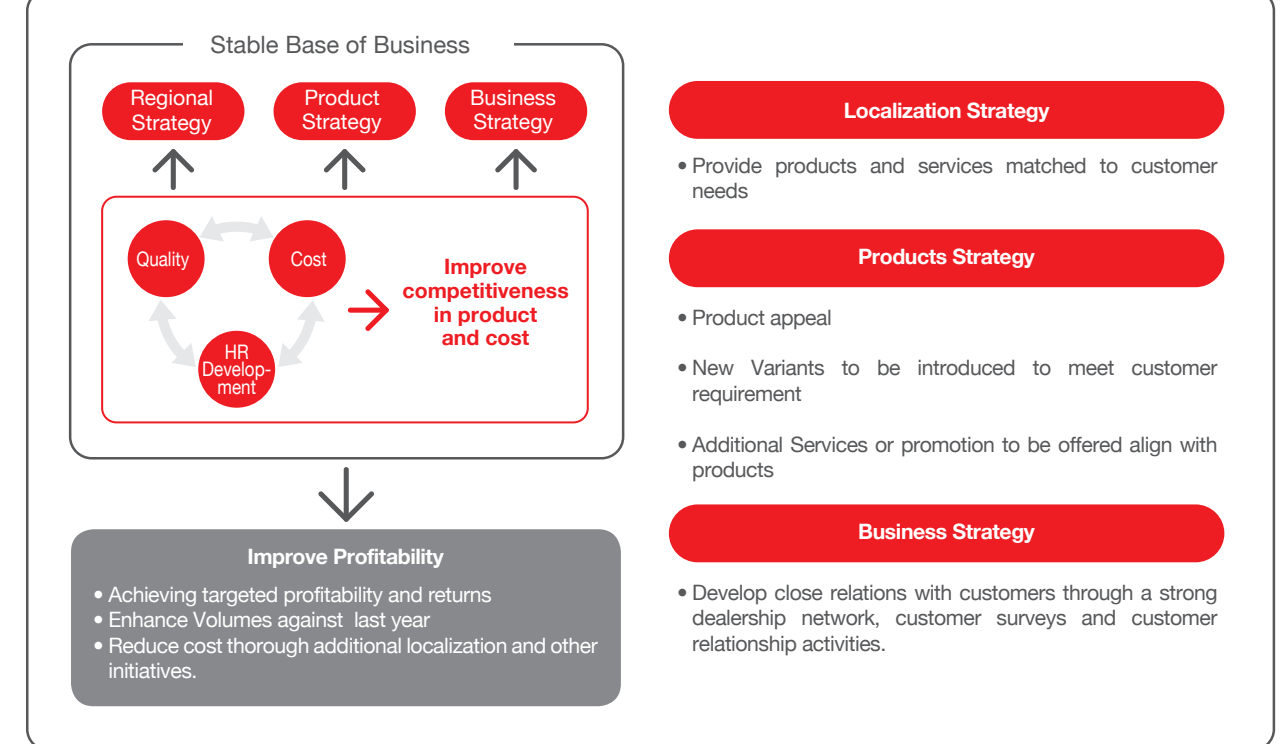 Stable Base of Business
Regional
Strategy
Product
Strategy
Business
Strategy
Quality
Cost
HR
Develop-
ment
Improve
competitiveness
in product
and cost
Improve Profitability
• Achieving targeted profitability and returns
• Enhance Volumes against last year
• Reduce cost thorough additional localization and other
initiatives.
Localization Strategy
• Provide products and services matched to customer
needs
Products Strategy
• Product appeal
• New Variants to be introduced to meet customer
requirement
• Additional Services or promotion to be offered align with
products
Business Strategy
• Develop close relations with customers through a strong
dealership network, customer surveys and customer
relationship activities.